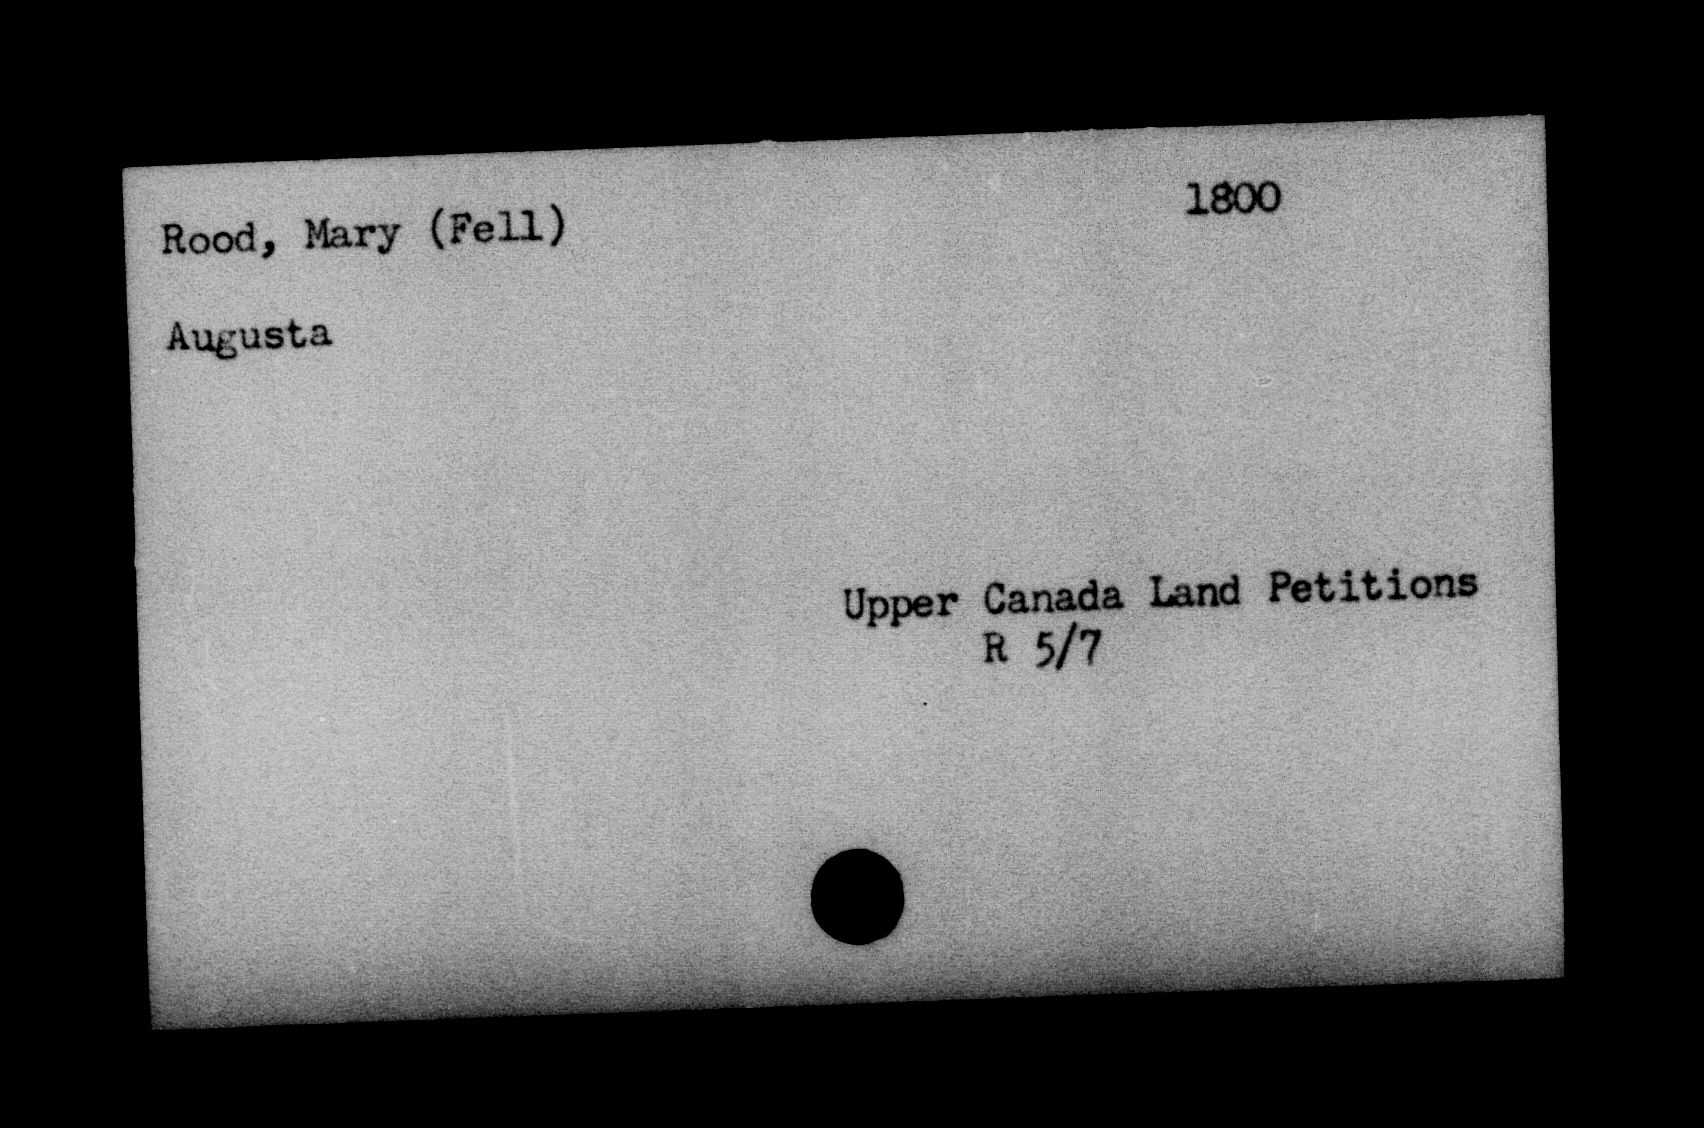 Rood, Mary (Fell)
1800
Augusta
Upper Canada Land Petitions
R 5/7